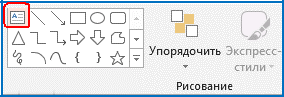 Упорядочить
Экспресс-
стили
Рисование